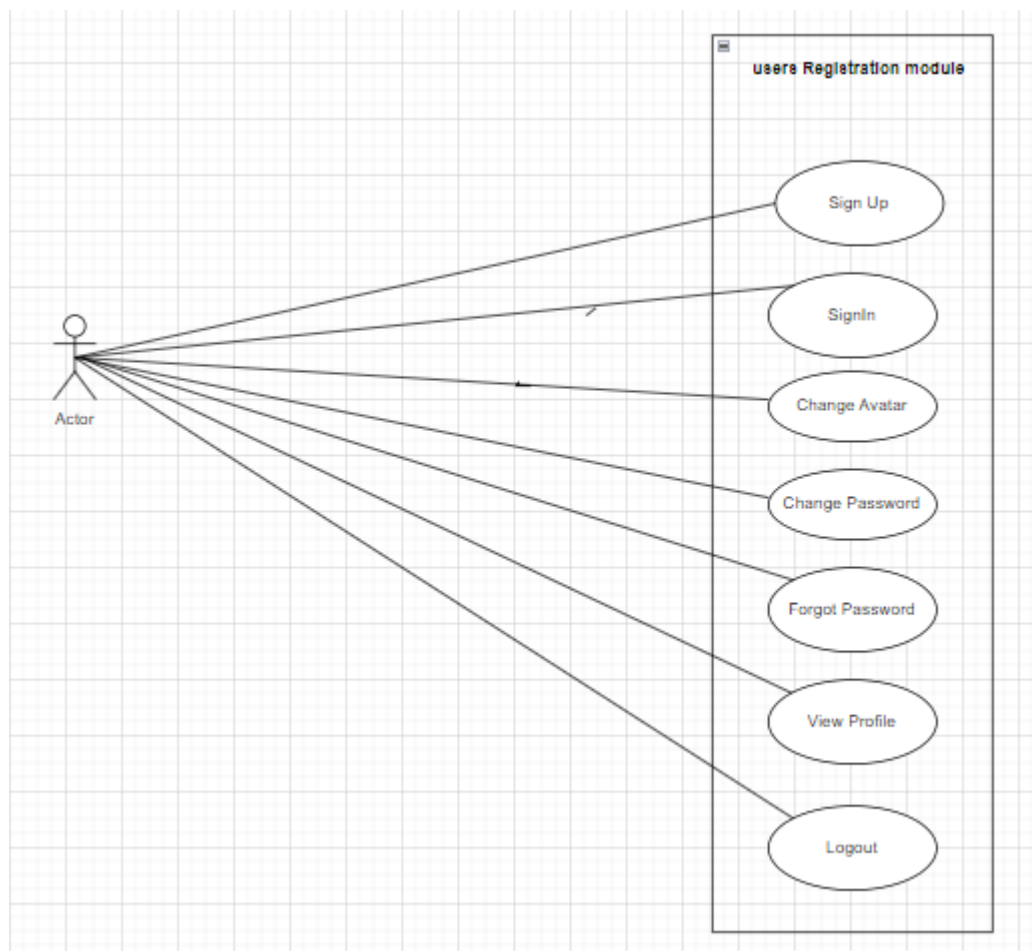 users Registration module
Sign Up
SignIn
Actor
Change Avatar
Change Password
Forgot Password
View Profile
Logout